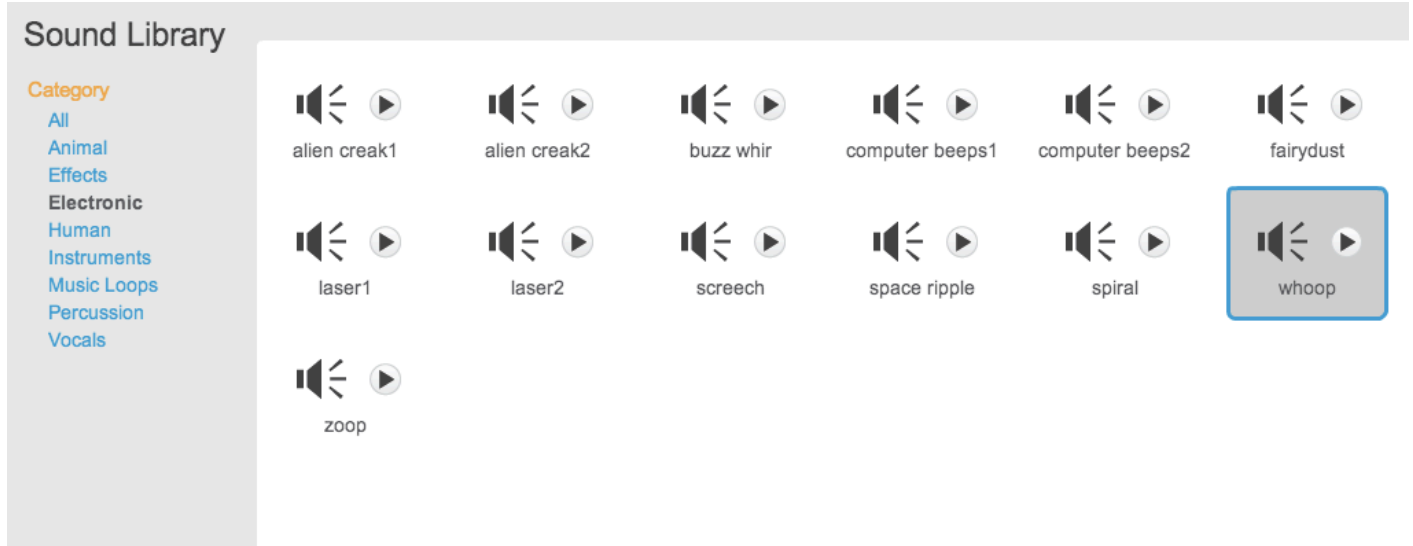 Sound Library
Category
All
Animal
Effects
Electronic
Human
Instruments
Music Loops
Percussion
Vocals
alien creak1 alien creak2 buzz whir computer beeps1 computer beeps2 fairydust
laser1 laser2 screech space ripple spiral whoop
zoop